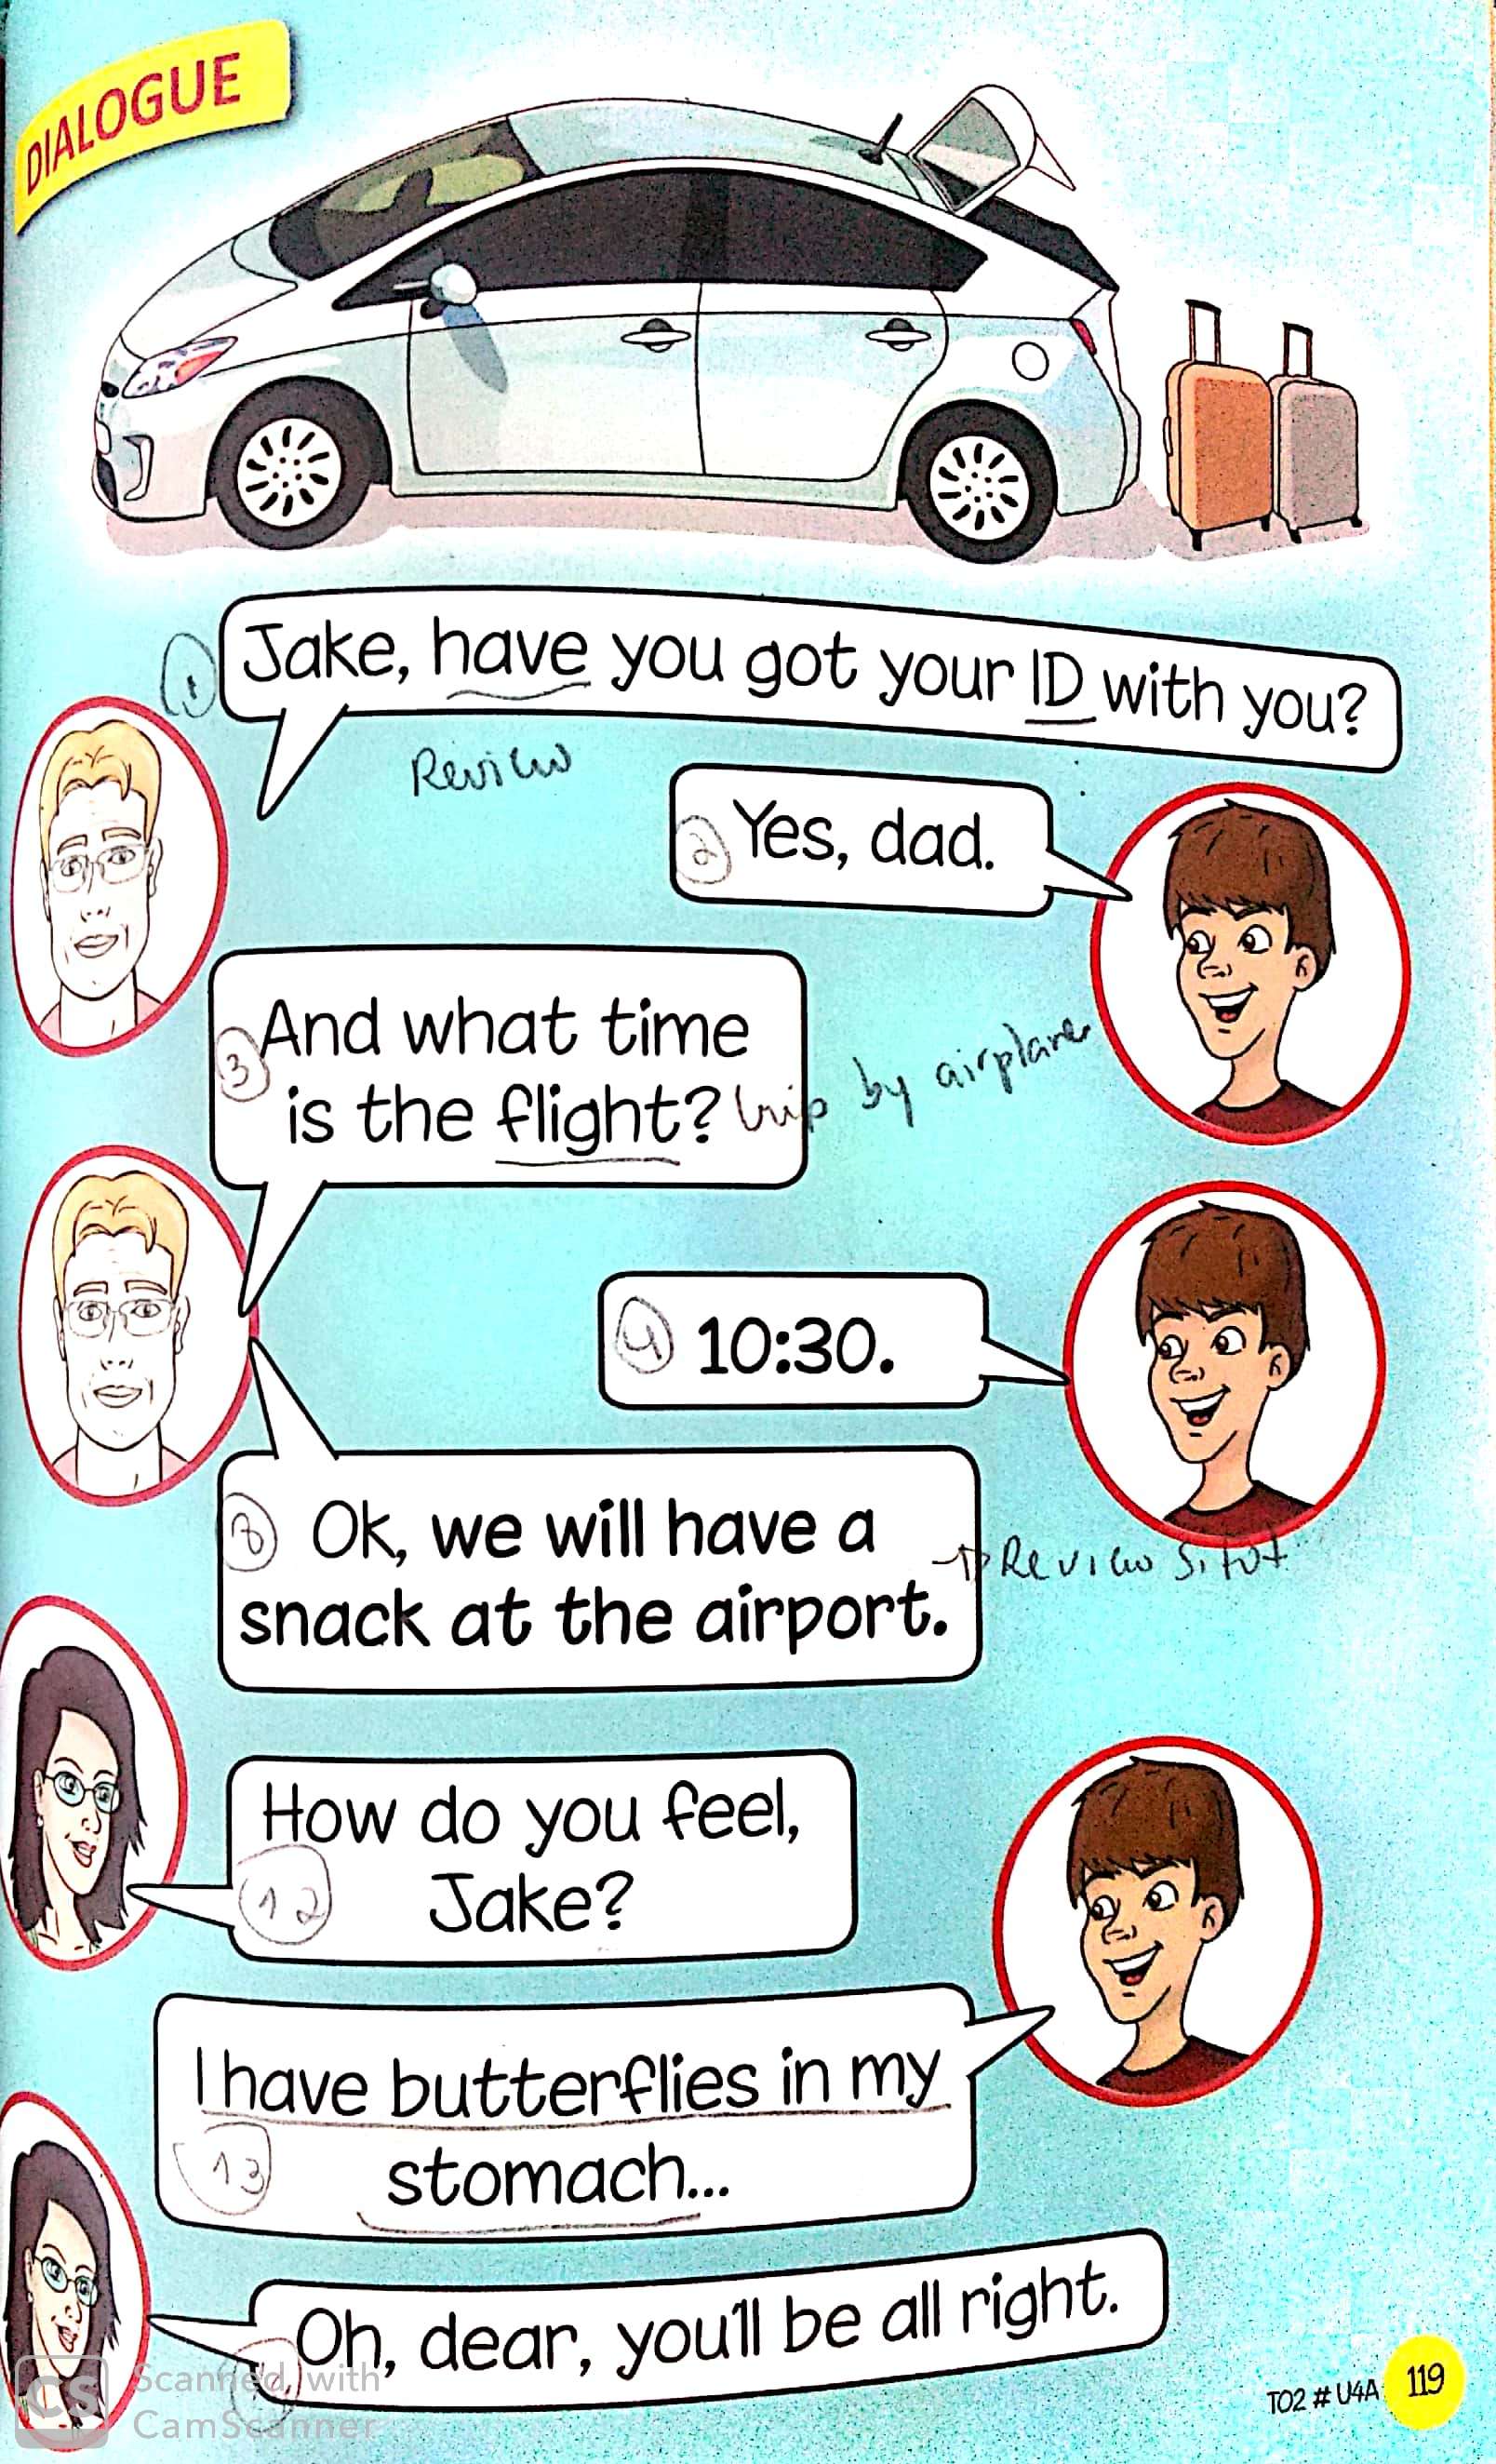 DIALOGUE
1 Jake, have you got your ID with you?
Review
2 Yes, dad.
3 And what time
is the flight? trip by airplane
4 10:30.
8 Ok, we will have a
snack at the airport.
Review
How do you feel,
12 Jake?
I have butterflies in my
13 stomach...
Oh, dear, you'll be all right.
CS Scanned with
CamScanner
TO2 # U4A 119